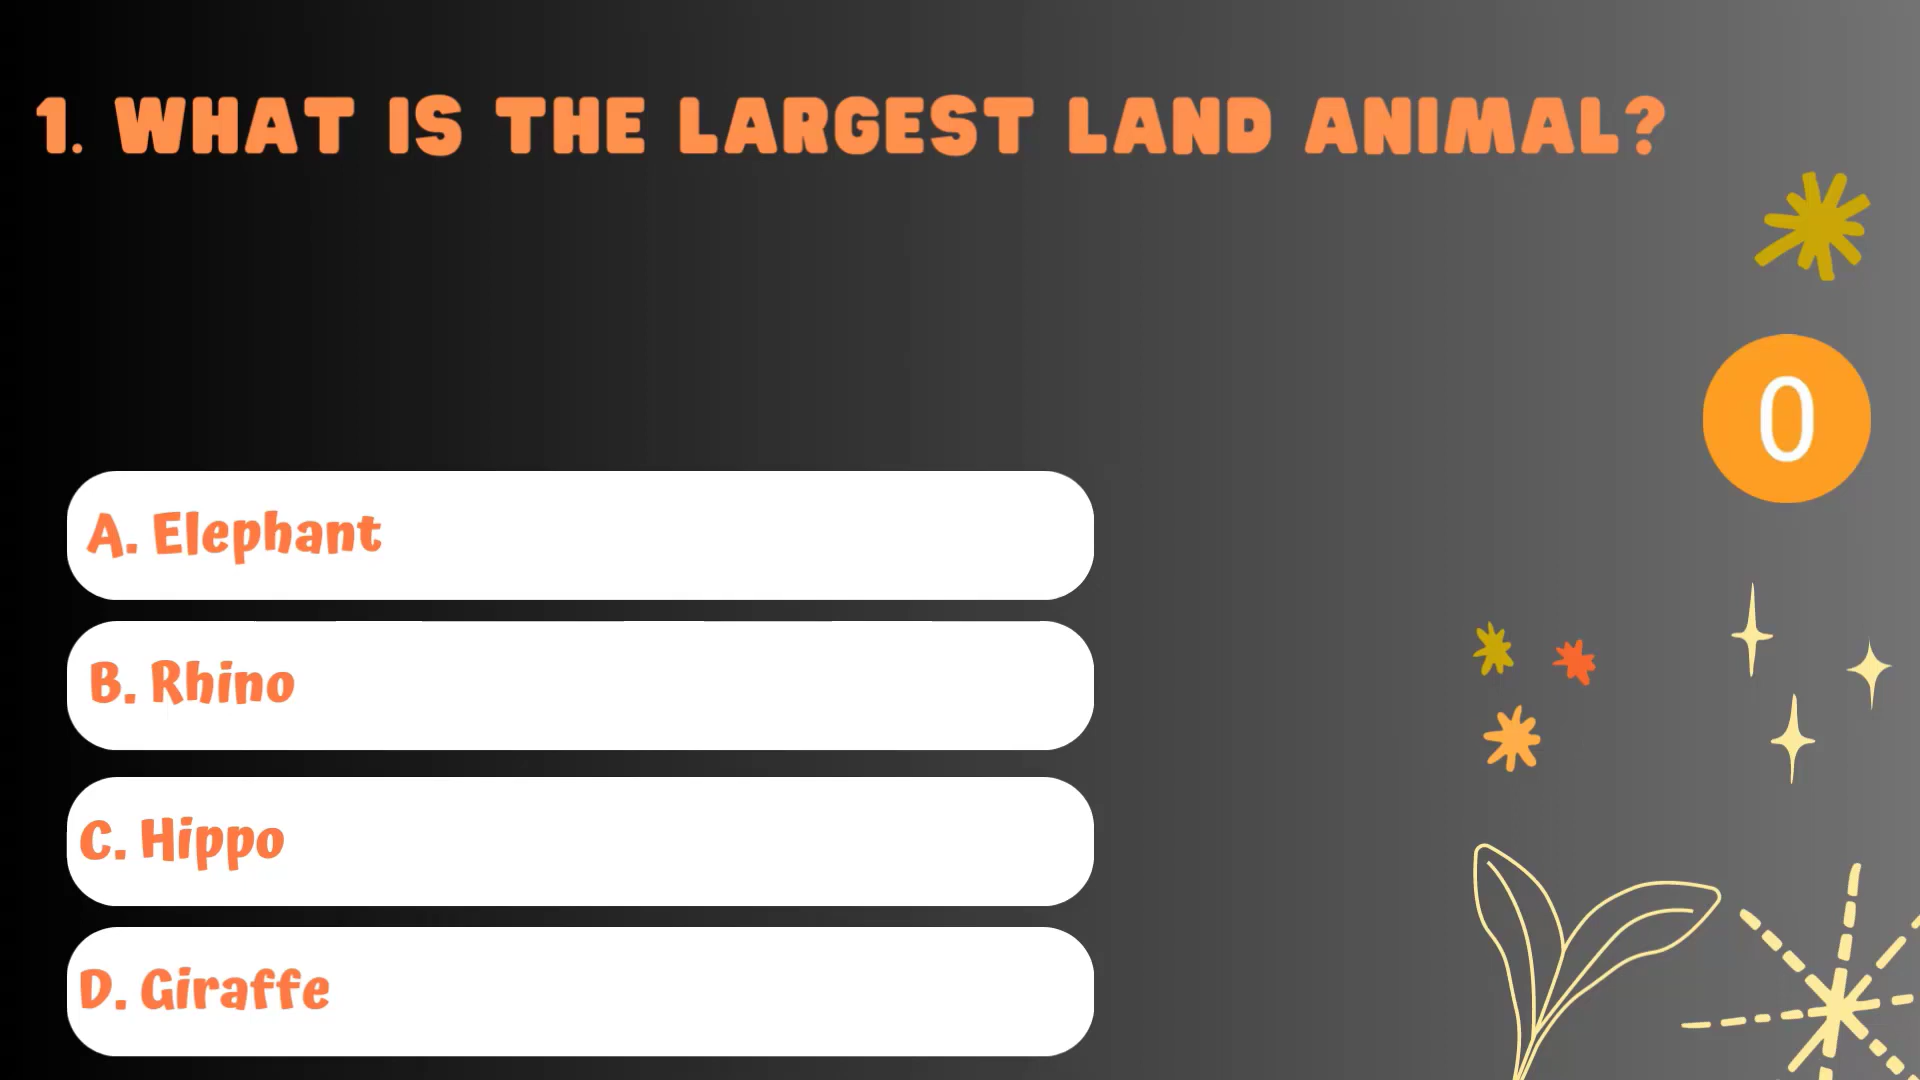 1. WHAT IS THE LARGEST LAND ANIMAL?
0
A. Elephant
B. Rhino
C. Hippo
D. Giraffe